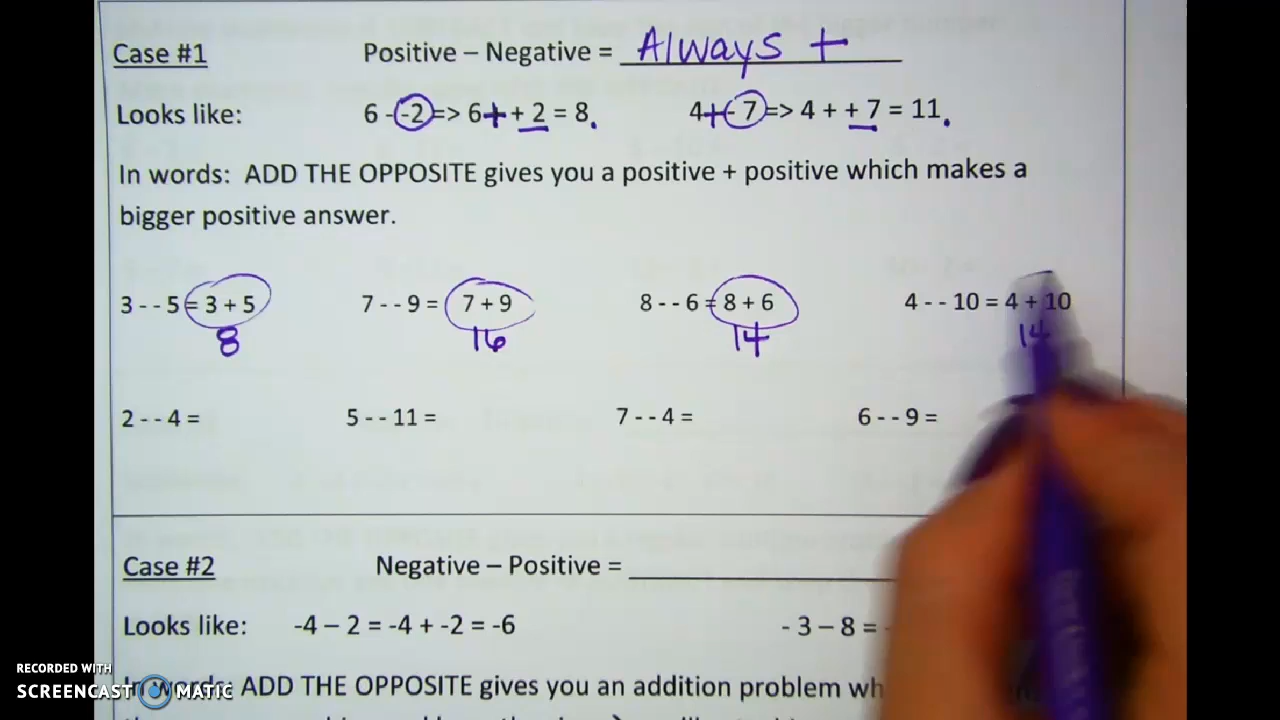 Case #1 Positive – Negative = Always +
Looks like: 6 - -2 => 6 + + 2 = 8. 4 + - 7 => 4 + + 7 = 11.
In words: ADD THE OPPOSITE gives you a positive + positive which makes a
bigger positive answer.
3 - - 5 = 3 + 5 7 - - 9 = 7 + 9 8 - - 6 = 8 + 6 4 - - 10 = 4 + 10
8 16 14 14
2 - - 4 = 5 - - 11 = 7 - - 4 = 6 - - 9 =
Case #2 Negative – Positive =
Looks like: -4 – 2 = -4 + -2 = -6 - 3 – 8 =
In words: ADD THE OPPOSITE gives you an addition problem
RECORDED WITH
SCREENCAST MATIC